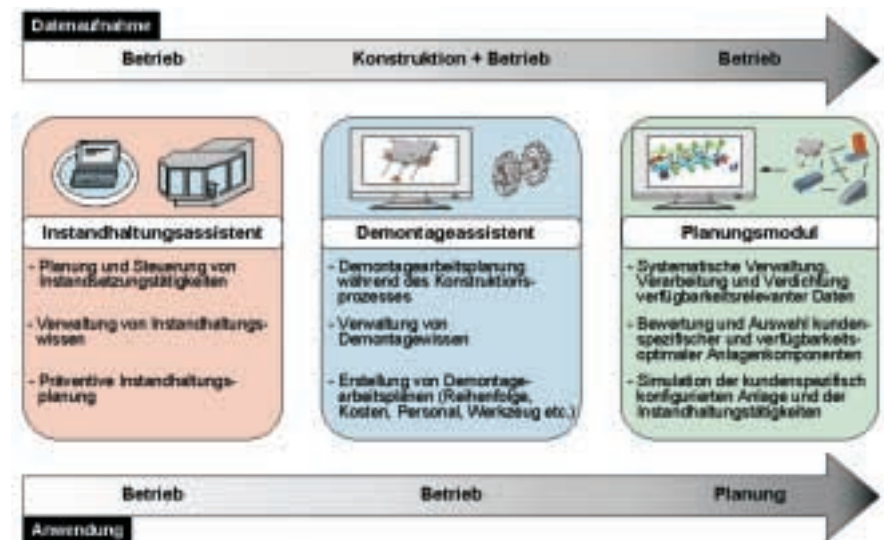 Datenaufnahme
Betrieb Konstruktion + Betrieb Betrieb
Instandhaltungsassistent
- Planung und Steuerung von
Instandsetzungstätigkeiten
- Verwaltung von Instandhaltungs-
wissen
- Präventive Instandhaltungs-
planung
Demontageassistent
- Demontagearbeitsplanung
während des Konstruktions-
prozesses
- Verwaltung von
Demontagewissen
- Erstellung von Demontage-
arbeitsplänen (Reihenfolge,
Kosten, Personal, Werkzeug etc.)
Planungsmodul
- Systematische Verwaltung,
Verarbeitung und Verdichtung
verfügbarkeitsrelevanter Daten
- Bewertung und Auswahl kunden-
spezifischer und verfügbarkeits-
optimaler Anlagenkomponenten
- Simulation der kundenspezifisch
konfigurierten Anlage und der
Instandhaltungstätigkeiten
Betrieb Betrieb Planung
Anwendung